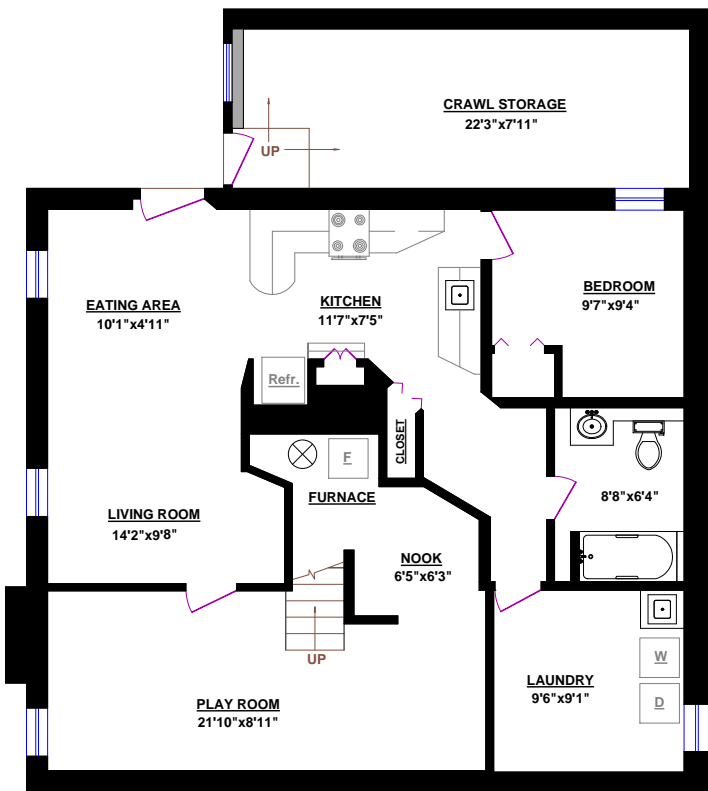 CRAWL STORAGE
22'3"x7'11"
UP
BEDROOM
9'7"x9'4"
EATING AREA
10'1"x4'11"
KITCHEN
11'7"x7'5"
Refr.
CLOSET
F
FURNACE
8'8"x6'4"
LIVING ROOM
14'2"x9'8"
NOOK
6'5"x6'3"
UP
W
LAUNDRY
9'6"x9'1"
D
PLAY ROOM
21'10"x8'11"